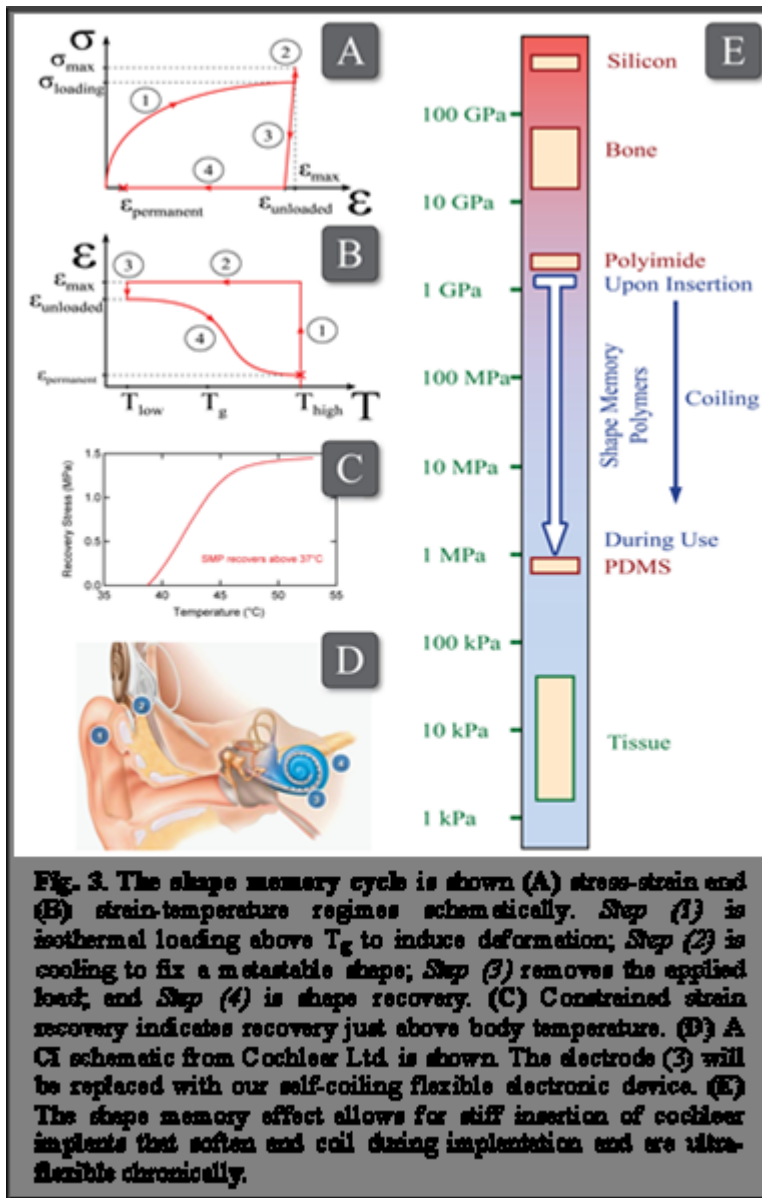 A
σ
σmax
σloading
1
2
3
4
εmax
εpermanent
εunloaded
ε
B
ε
εmax
εunloaded
εpermanent
3
2
1
4
Tlow
Tg
Thigh
T
C
Recovery Stress (MPa)
1.5
1.0
0.5
0.0
SMP recovers above 37°C
35
40
45
50
55
Temperature (°C)
D
1
2
3
4
E
Silicon
100 GPa
Bone
10 GPa
Polyimide
Upon Insertion
1 GPa
100 MPa
Shape Memory
Polymers
Coiling
10 MPa
During Use
1 MPa
PDMS
100 kPa
10 kPa
Tissue
1 kPa
Fig. 3. The shape memory cycle is shown (A) stress-strain and
(B) strain-temperature regimes schematically. Step (1) is
isothermal loading above Tg to induce deformation; Step (2) is
cooling to fix a metastable shape; Step (3) removes the applied
load; and Step (4) is shape recovery. (C) Constrained strain
recovery indicates recovery just above body temperature. (D) A
CI schematic from Cochlear Ltd. is shown. The electrode (3) will
be replaced with our self-coiling flexible electronic device. (E)
The shape memory effect allows for stiff insertion of cochlear
implants that soften and coil during implantation and are ultra-
flexible chronically.